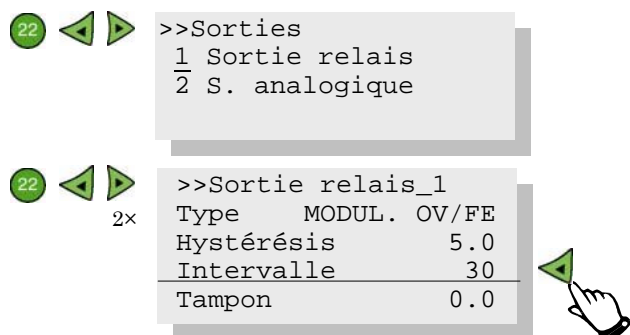 22 >>Sorties
1 Sortie relais
2 S. analogique
22 >>Sortie relais_1
2× Type MODUL. OV/FE
Hystérésis 5.0
Intervalle 30
Tampon 0.0